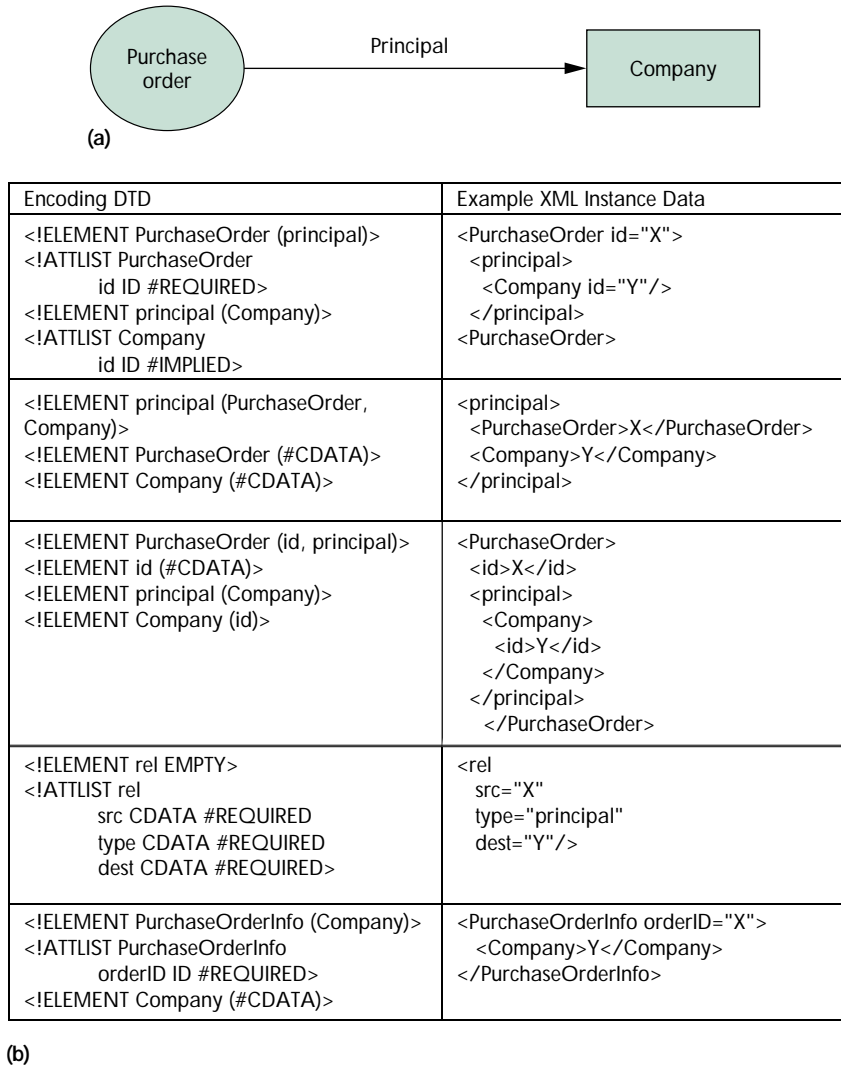 Purchase
order
Principal
Company
(a)
Encoding DTD
Example XML Instance Data
<!ELEMENT PurchaseOrder (principal)>
<!ATTLIST PurchaseOrder
id ID #REQUIRED>
<!ELEMENT principal (Company)>
<!ATTLIST Company
id ID #IMPLIED>
<PurchaseOrder id="X">
<principal>
<Company id="Y"/>
</principal>
<PurchaseOrder>
<!ELEMENT principal (PurchaseOrder,
Company)>
<!ELEMENT PurchaseOrder (#CDATA)>
<!ELEMENT Company (#CDATA)>
<principal>
<PurchaseOrder>X</PurchaseOrder>
<Company>Y</Company>
</principal>
<!ELEMENT PurchaseOrder (id, principal)>
<!ELEMENT id (#CDATA)>
<!ELEMENT principal (Company)>
<!ELEMENT Company (id)>
<PurchaseOrder>
<id>X</id>
<principal>
<Company>
<id>Y</id>
</Company>
</principal>
</PurchaseOrder>
<!ELEMENT rel EMPTY>
<!ATTLIST rel
src CDATA #REQUIRED
type CDATA #REQUIRED
dest CDATA #REQUIRED>
<rel
src="X"
type="principal"
dest="Y"/>
<!ELEMENT PurchaseOrderInfo (Company)>
<!ATTLIST PurchaseOrderInfo
orderID ID #REQUIRED>
<!ELEMENT Company (#CDATA)>
<PurchaseOrderInfo orderID="X">
<Company>Y</Company>
</PurchaseOrderInfo>
(b)